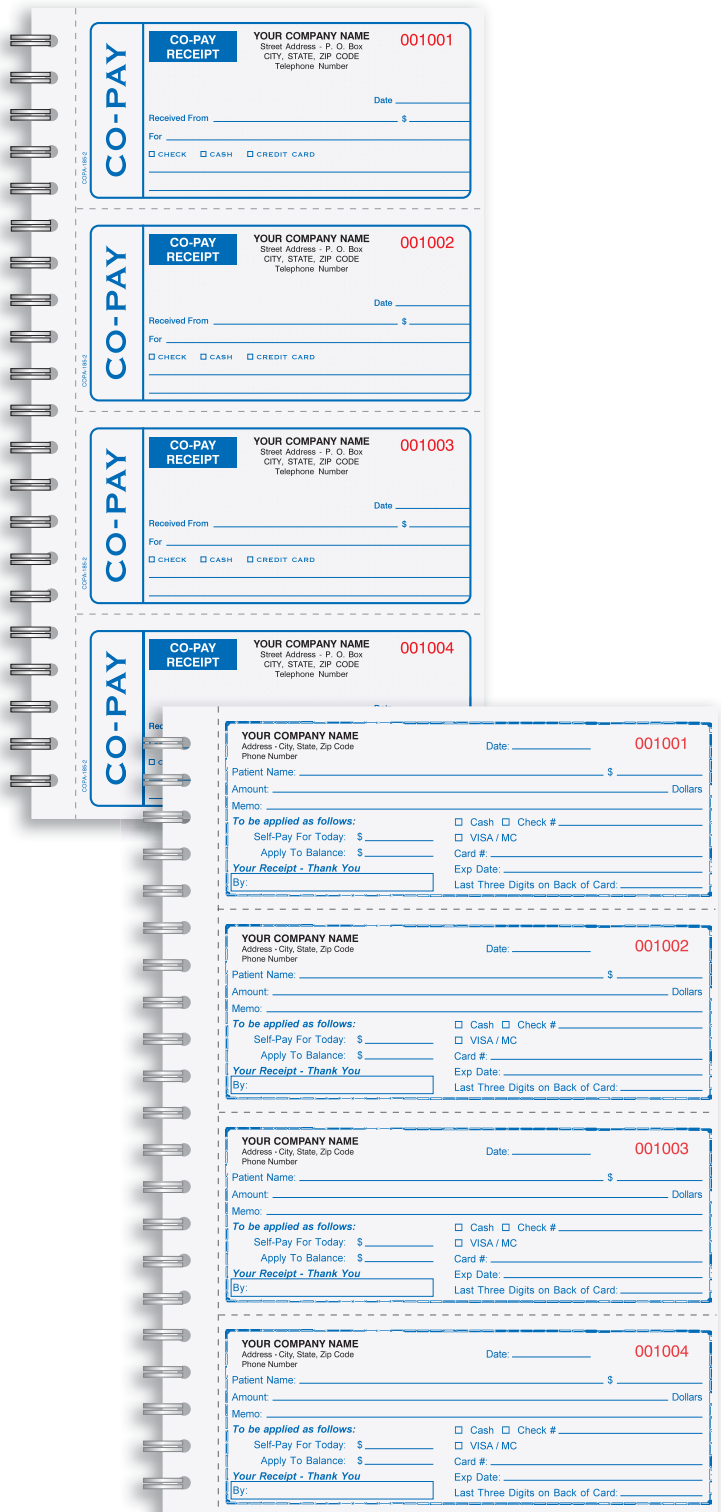 CO-PAY
COPA-185-2
CO-PAY RECEIPT
YOUR COMPANY NAME
Street Address - P. O. Box
CITY, STATE, ZIP CODE
Telephone Number
001001
Date
Received From $
For
CHECK CASH CREDIT CARD
CO-PAY
COPA-185-2
CO-PAY RECEIPT
YOUR COMPANY NAME
Street Address - P. O. Box
CITY, STATE, ZIP CODE
Telephone Number
001002
Date
Received From $
For
CHECK CASH CREDIT CARD
CO-PAY
COPA-185-2
CO-PAY RECEIPT
YOUR COMPANY NAME
Street Address - P. O. Box
CITY, STATE, ZIP CODE
Telephone Number
001003
Date
Received From $
For
CHECK CASH CREDIT CARD
CO-PAY
COPA-185-2
CO-PAY RECEIPT
YOUR COMPANY NAME
Street Address - P. O. Box
CITY, STATE, ZIP CODE
Telephone Number
001004
YOUR COMPANY NAME
Address - City, State, Zip Code
Phone Number
Date:
001001
Patient Name: $
Amount: Dollars
Memo:
To be applied as follows: Cash Check #
Self-Pay For Today: $ VISA / MC
Apply To Balance: $ Card #:
Your Receipt - Thank You Exp Date:
By: Last Three Digits on Back of Card:
YOUR COMPANY NAME
Address - City, State, Zip Code
Phone Number
Date:
001002
Patient Name: $
Amount: Dollars
Memo:
To be applied as follows: Cash Check #
Self-Pay For Today: $ VISA / MC
Apply To Balance: $ Card #:
Your Receipt - Thank You Exp Date:
By: Last Three Digits on Back of Card:
YOUR COMPANY NAME
Address - City, State, Zip Code
Phone Number
Date:
001003
Patient Name: $
Amount: Dollars
Memo:
To be applied as follows: Cash Check #
Self-Pay For Today: $ VISA / MC
Apply To Balance: $ Card #:
Your Receipt - Thank You Exp Date:
By: Last Three Digits on Back of Card:
YOUR COMPANY NAME
Address - City, State, Zip Code
Phone Number
Date:
001004
Patient Name: $
Amount: Dollars
Memo:
To be applied as follows: Cash Check #
Self-Pay For Today: $ VISA / MC
Apply To Balance: $ Card #:
Your Receipt - Thank You Exp Date:
By: Last Three Digits on Back of Card: